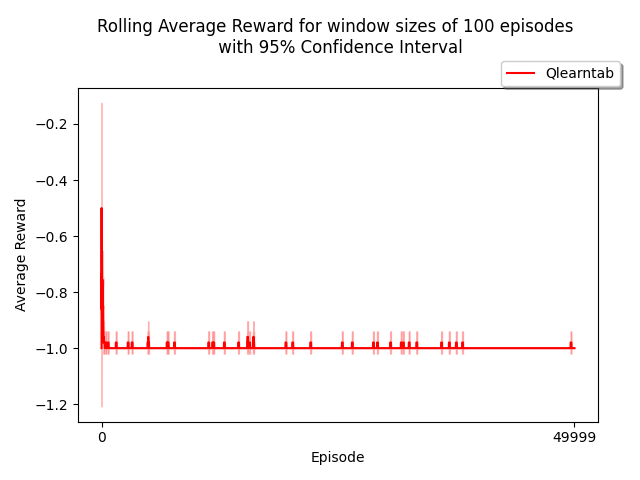 Rolling Average Reward for window sizes of 100 episodes
with 95% Confidence Interval
Qlearntab
Average Reward
−0.2
−0.4
−0.6
−0.8
−1.0
−1.2
0
49999
Episode